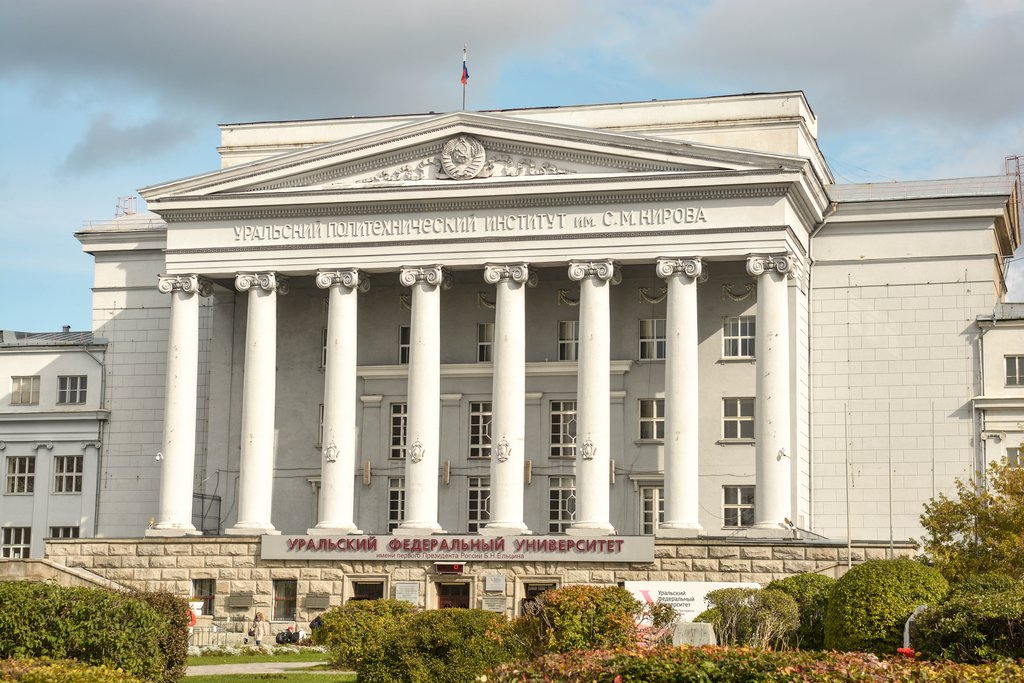 УРАЛЬСКИЙ ПОЛИТЕХНИЧЕСКИЙ ИНСТИТУТ им. С.М.КИРОВА
УРАЛЬСКИЙ ФЕДЕРАЛЬНЫЙ УНИВЕРСИТЕТ
имени первого Президента России Б.Н.Ельцина
Уральский
федеральный
университет